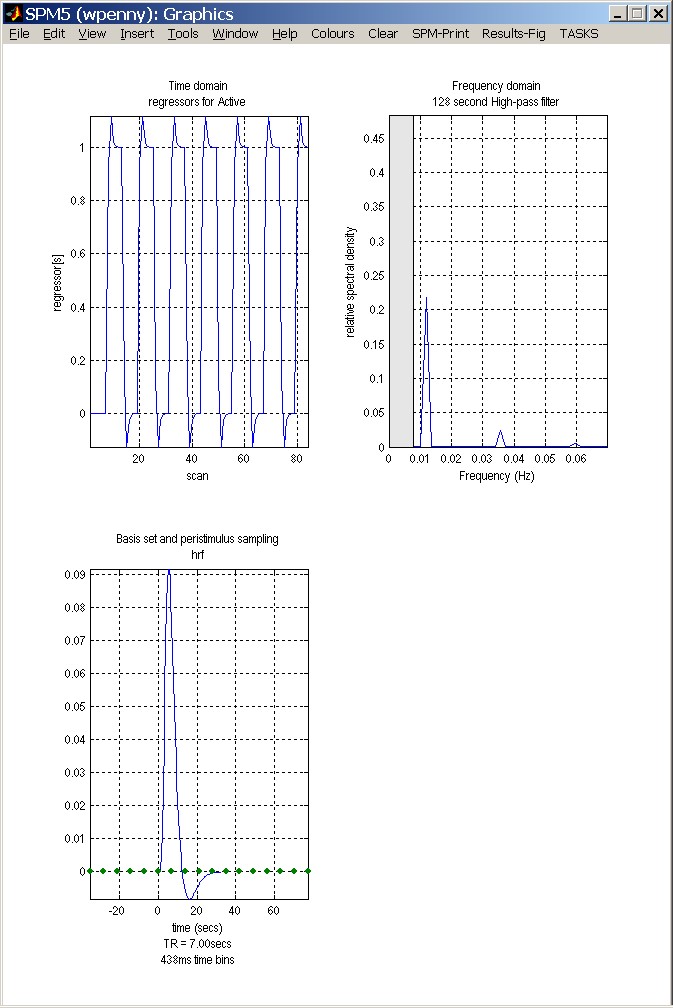 SPM5 (wpenny): Graphics
File Edit View Insert Tools Window Help Colours Clear SPM-Print Results-Fig TASKS
Time domain
regressors for Active
regressor[s]
1
0.8
0.6
0.4
0.2
0
20 40 60 80
scan
Frequency domain
128 second High-pass filter
relative spectral density
0.45
0.4
0.35
0.3
0.25
0.2
0.15
0.1
0.05
0
0 0.01 0.02 0.03 0.04 0.05 0.06
Frequency (Hz)
Basis set and peristimulus sampling
hrf
0.09
0.08
0.07
0.06
0.05
0.04
0.03
0.02
0.01
0
-20 0 20 40 60
time (secs)
TR = 7.00secs
438ms time bins